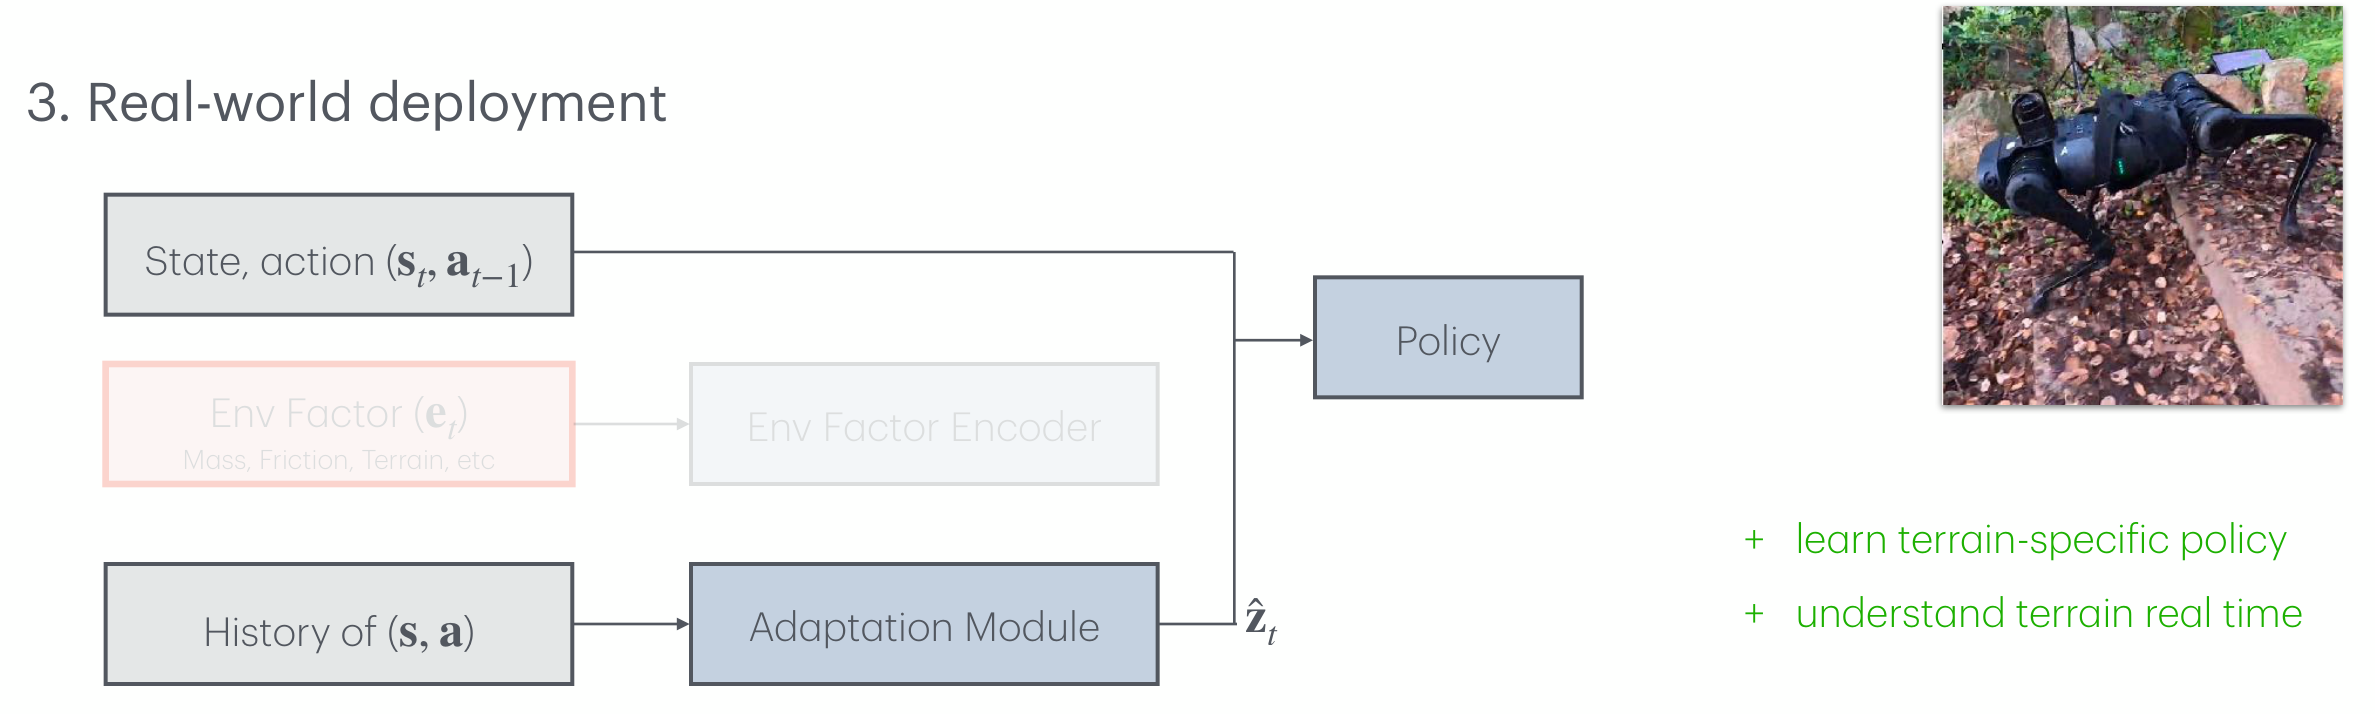 3. Real-world deployment
State, action (𝐬ₜ, 𝐚ₜ₋₁)
Policy
Env Factor (𝐞ₜ)
Mass, Friction, Terrain, etc
Env Factor Encoder
+ learn terrain-specific policy
+ understand terrain real time
History of (𝐬, 𝐚)
Adaptation Module
𝐳̂ₜ